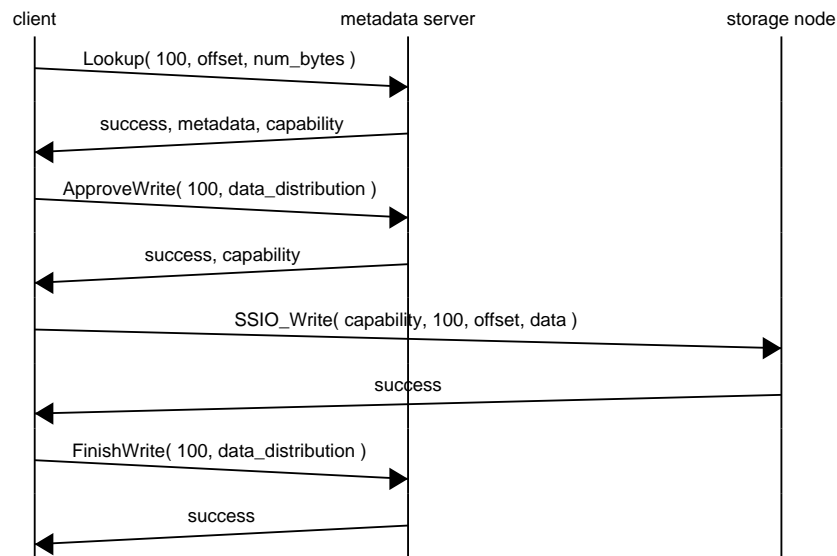 client metadata server storage node
Lookup( 100, offset, num_bytes )
success, metadata, capability
ApproveWrite( 100, data_distribution )
success, capability
SSIO_Write( capability, 100, offset, data )
success
FinishWrite( 100, data_distribution )
success